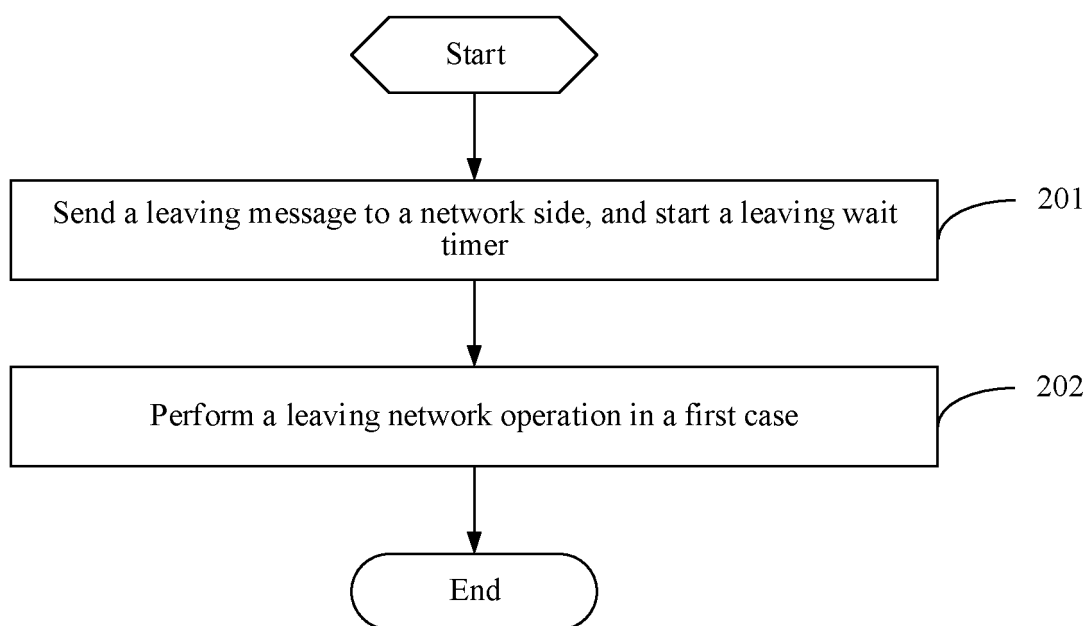 Start
Send a leaving message to a network side, and start a leaving wait
timer
201
Perform a leaving network operation in a first case
202
End